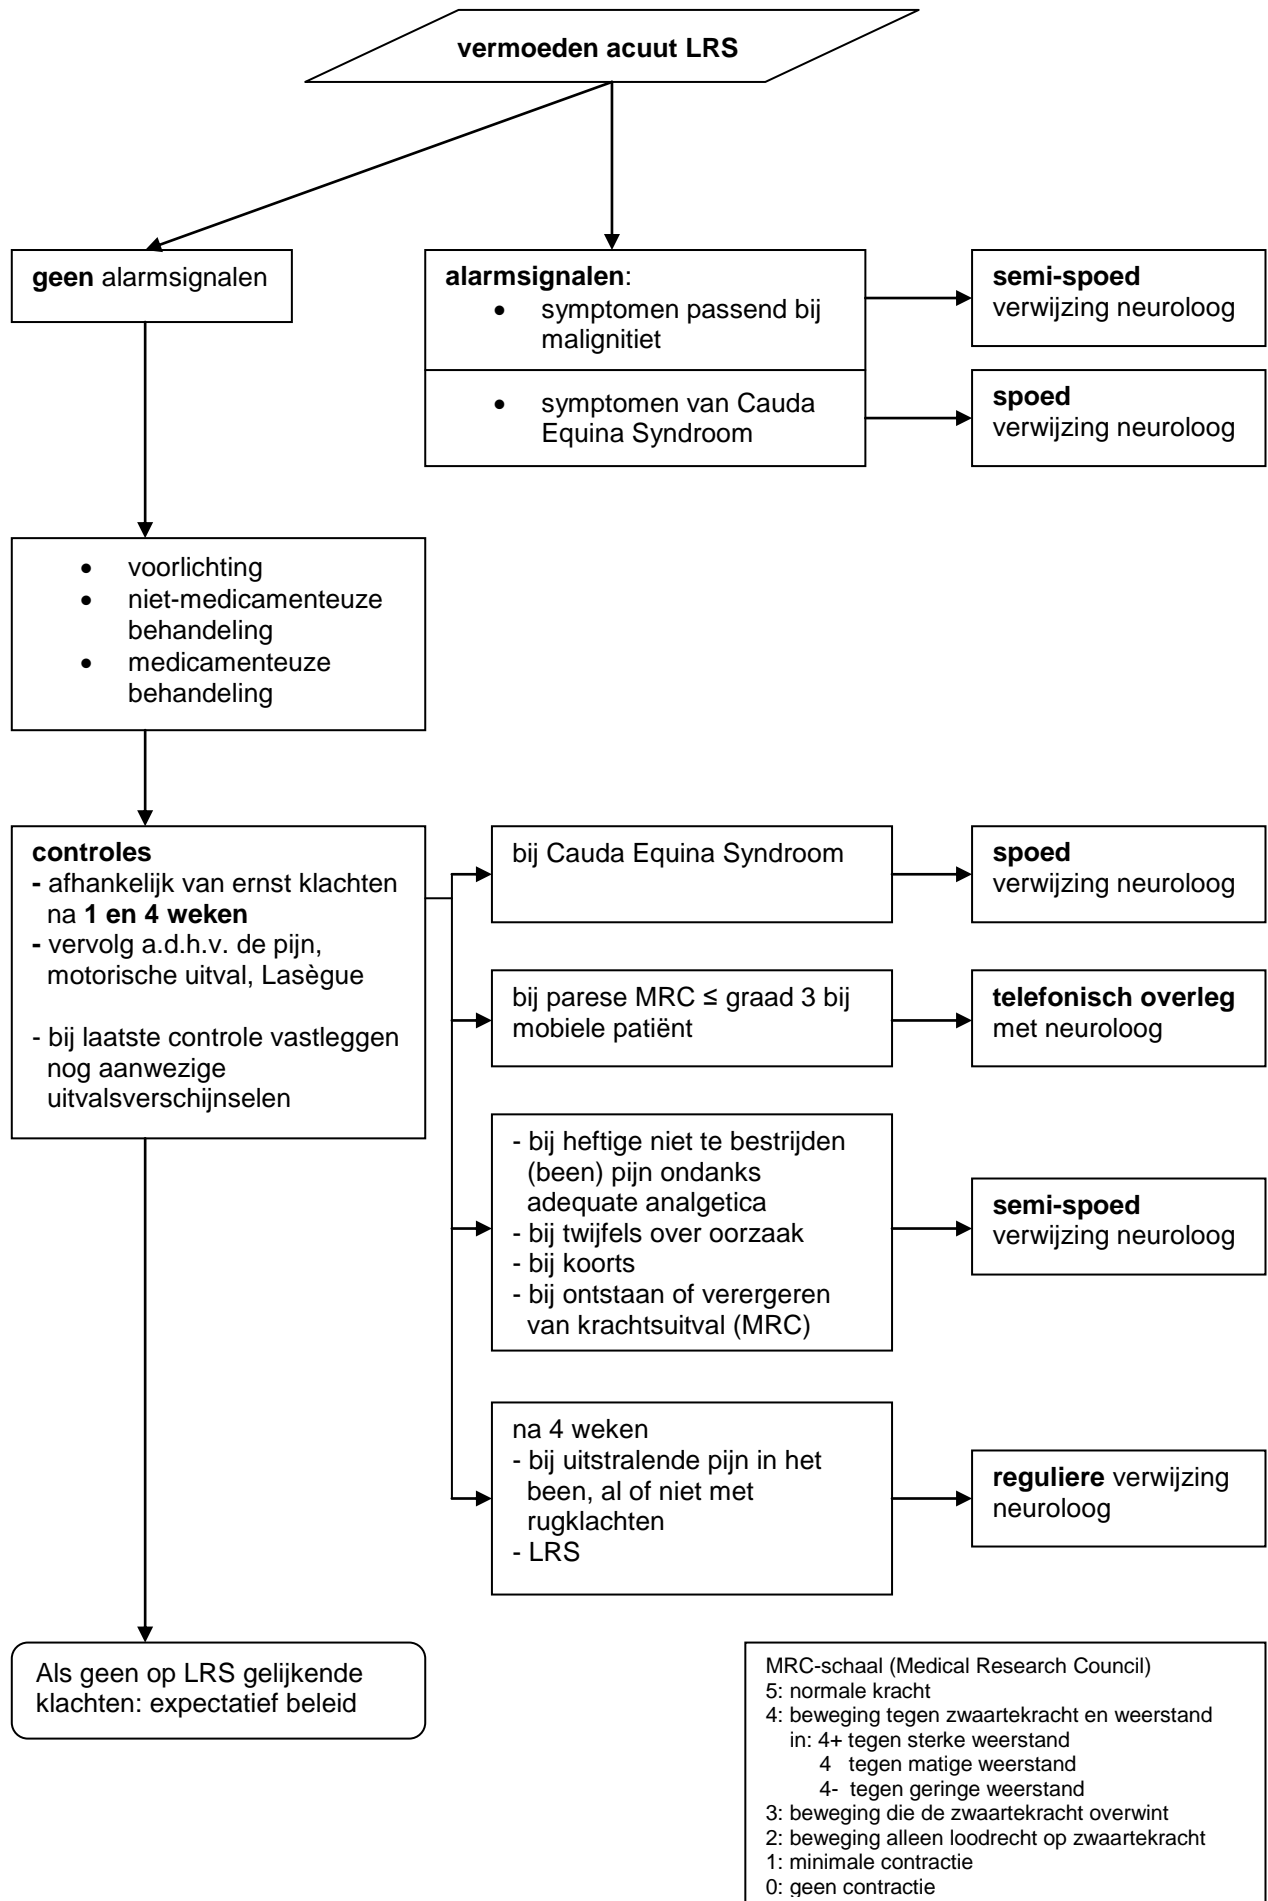 vermoeden acuut LRS
geen alarmsignalen
alarmsignalen:
• symptomen passend bij
malignitiet
• symptomen van Cauda
Equina Syndroom
semi-spoed
verwijzing neuroloog
spoed
verwijzing neuroloog
• voorlichting
• niet-medicamenteuze
behandeling
• medicamenteuze
behandeling
controles
- afhankelijk van ernst klachten
na 1 en 4 weken
- vervolg a.d.h.v. de pijn,
motorische uitval, Lasègue
- bij laatste controle vastleggen
nog aanwezige
uitvalsverschijnselen
bij Cauda Equina Syndroom
spoed
verwijzing neuroloog
bij parese MRC ≤ graad 3 bij
mobiele patiënt
telefonisch overleg
met neuroloog
- bij heftige niet te bestrijden
(been) pijn ondanks
adequate analgetica
- bij twijfels over oorzaak
- bij koorts
- bij ontstaan of verergeren
van krachtsuitval (MRC)
semi-spoed
verwijzing neuroloog
na 4 weken
- bij uitstralende pijn in het
been, al of niet met
rugklachten
- LRS
reguliere verwijzing
neuroloog
Als geen op LRS gelijkende
klachten: expectatief beleid
MRC-schaal (Medical Research Council)
5: normale kracht
4: beweging tegen zwaartekracht en weerstand
in: 4+ tegen sterke weerstand
4 tegen matige weerstand
4- tegen geringe weerstand
3: beweging die de zwaartekracht overwint
2: beweging alleen loodrecht op zwaartekracht
1: minimale contractie
0: geen contractie